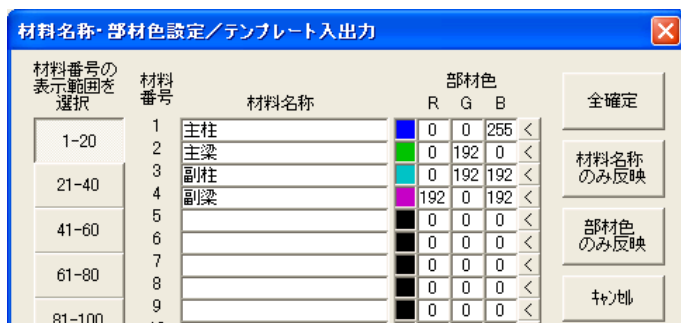 材料名称・部材色設定／テンプレート入出力
材料番号の
表示範囲を
選択
材料
番号
材料名称
部材色
R G B
1-20
21-40
41-60
61-80
81-100
1 主柱 0 0 255 <
2 主梁 0 192 0 <
3 副柱 0 192 192 <
4 副梁 192 0 192 <
5 0 0 0 <
6 0 0 0 <
7 0 0 0 <
8 0 0 0 <
9 0 0 0 <
全確定
材料名称
のみ反映
部材色
のみ反映
ｷｬﾝｾﾙ